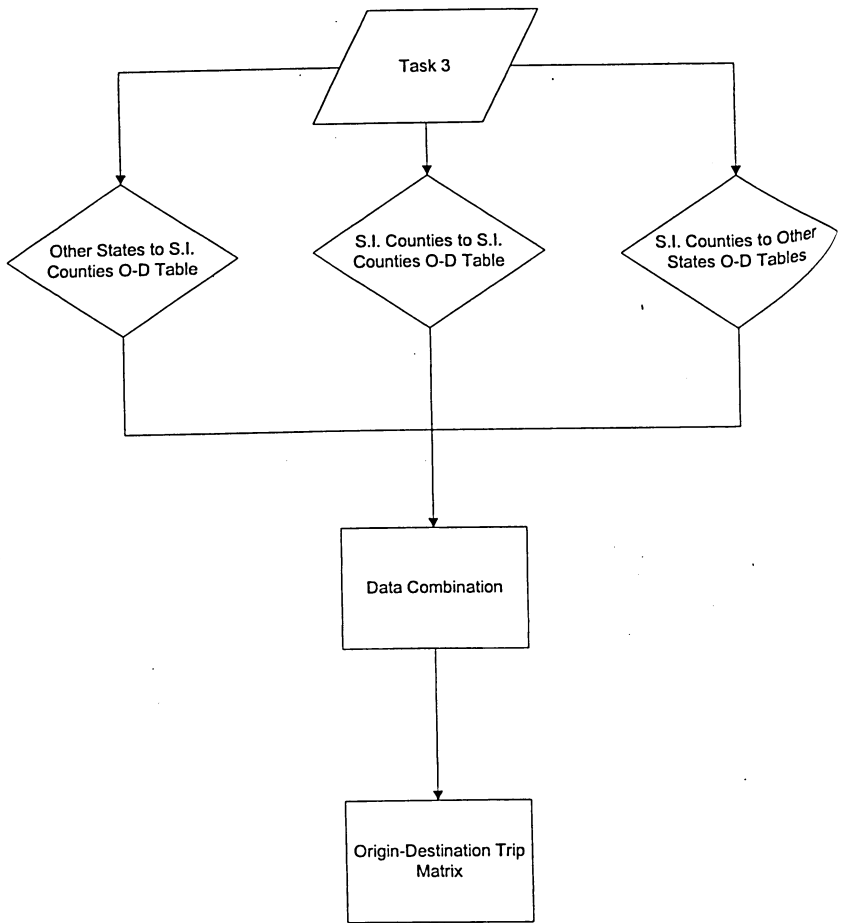 Task 3
Other States to S.I.
Counties O-D Table
S.I. Counties to S.I.
Counties O-D Table
S.I. Counties to Other
States O-D Tables
Data Combination
Origin-Destination Trip
Matrix